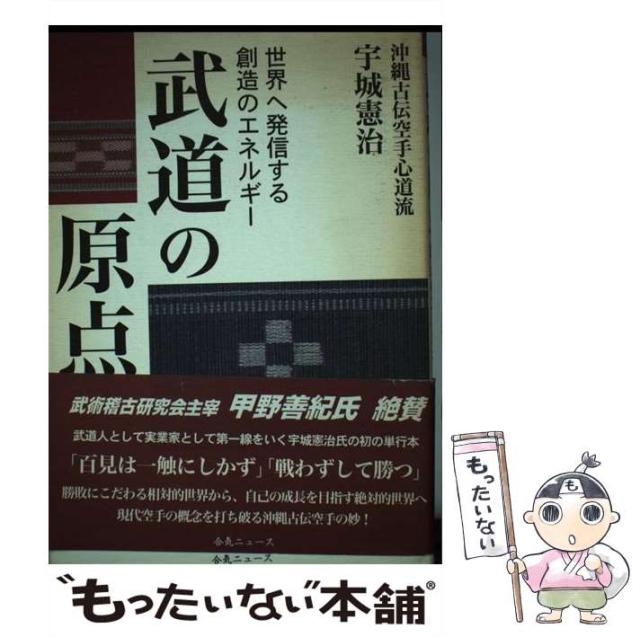 沖縄古伝空手心道流
宇城憲治
世界へ発信する
創造のエネルギー
武道の
原点
武術稽古研究会主宰 甲野善紀氏 絶賛
武道人として実業家として第一線をいく宇城憲治氏の初の単行本
「百見は一触にしかず」「戦わずして勝つ」
勝敗にこだわる相対的世界から、自己の成長を目指す絶対的世界へ
現代空手の概念を打ち破る沖縄古伝空手の妙！
合気ニュース
合気ニュース
もったいない
も
“もったいない本舗”®